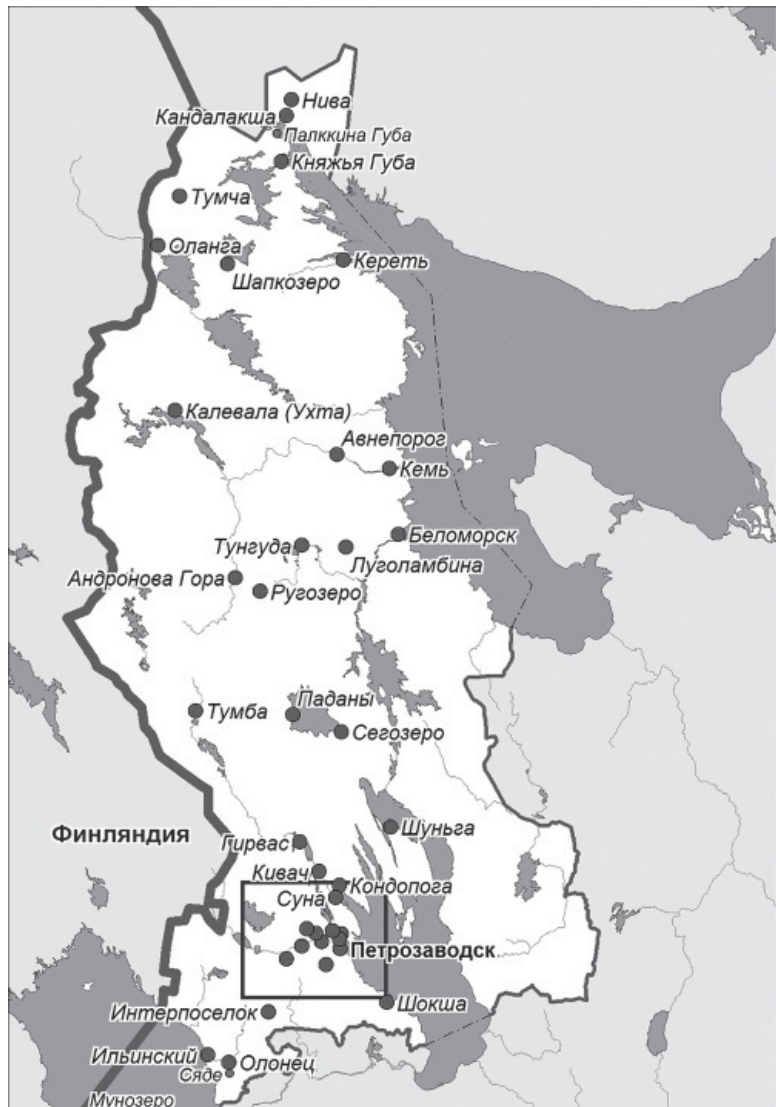 Нива
Кандалакша
Палккина Губа
Княжья Губа
Тумча
Оланга
Шапкозеро
Кереть
Калевала (Ухта)
Авнепорог
Кемь
Беломорск
Тунгуда
Луголамбина
Андронова Гора
Ругозеро
Паданы
Тумба
Сегозеро
Шуньга
Финляндия
Гирвас
Кивач
Кондопога
Суна
Петрозаводск
Шокша
Интерпоселок
Ильинский
Олонец
Сяде
Мунозеро